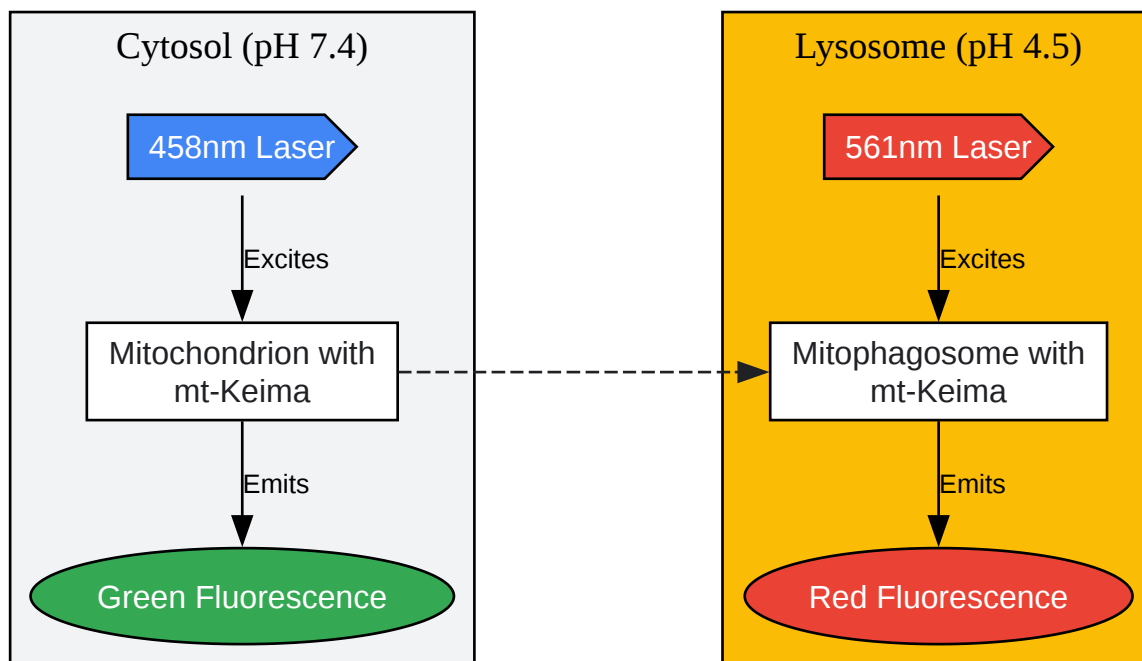 Cytosol (pH 7.4)
458nm Laser
Excites
Mitochondrion with
mt-Keima
Emits
Green Fluorescence
Lysosome (pH 4.5)
561nm Laser
Excites
Mitophagosome with
mt-Keima
Emits
Red Fluorescence